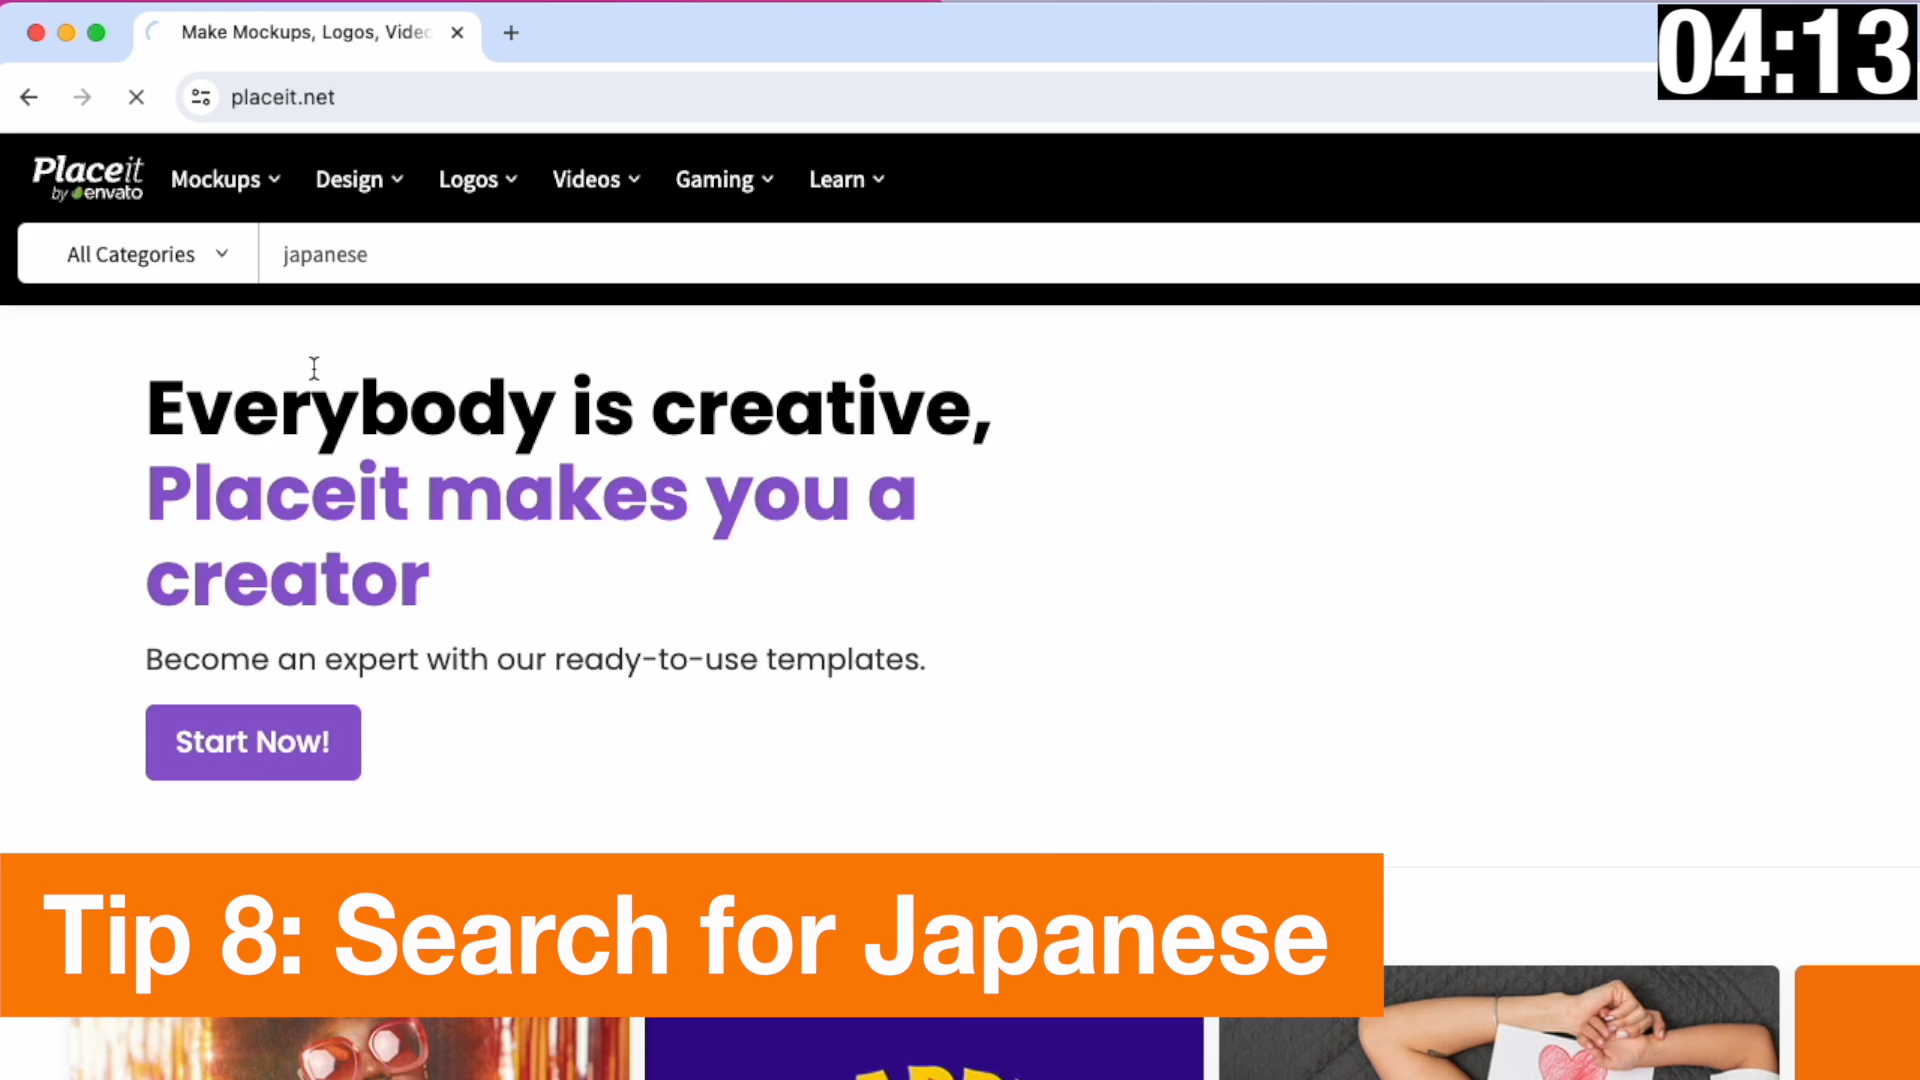 Make Mockups, Logos, Vide
04:13
placeit.net
Placeit
by envato
Mockups
Design
Logos
Videos
Gaming
Learn
All Categories
japanese
Everybody is creative,
Placeit makes you a
creator
Become an expert with our ready-to-use templates.
Start Now!
Tip 8: Search for Japanese